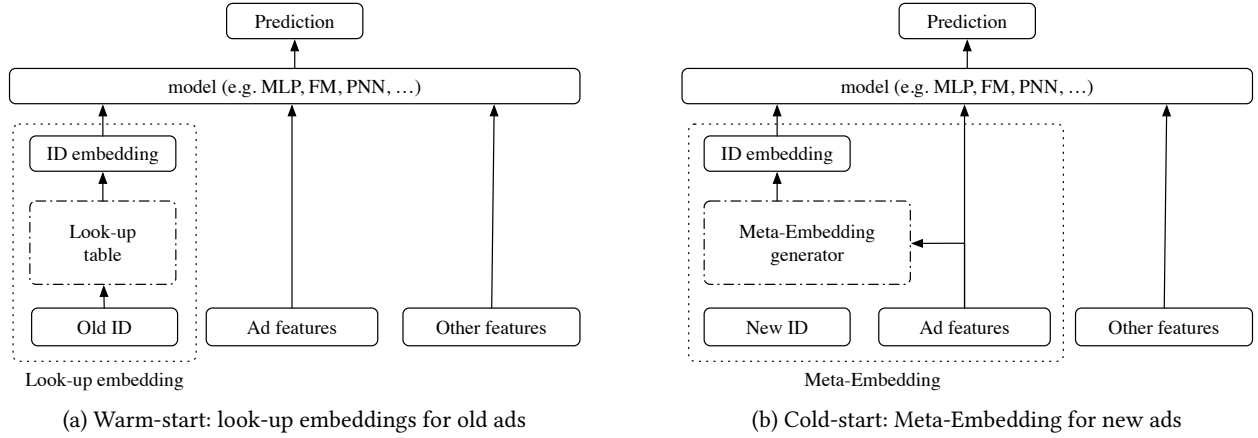 Prediction
model (e.g. MLP, FM, PNN, …)
ID embedding
Look-up
table
Old ID
Ad features
Other features
Look-up embedding
(a) Warm-start: look-up embeddings for old ads
Prediction
model (e.g. MLP, FM, PNN, …)
ID embedding
Meta-Embedding
generator
New ID
Ad features
Other features
Meta-Embedding
(b) Cold-start: Meta-Embedding for new ads